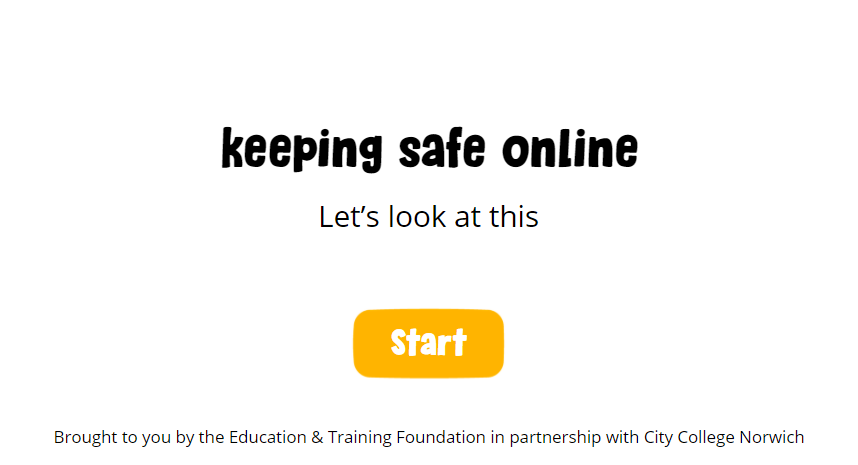 keeping safe online
Let’s look at this
Start
Brought to you by the Education & Training Foundation in partnership with City College Norwich